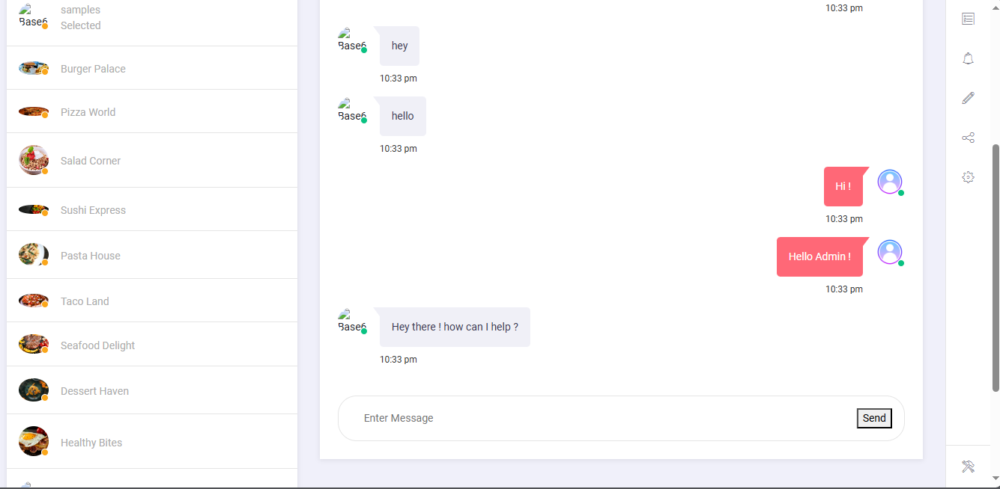 samples
Base6
Selected
Burger Palace
Pizza World
Salad Corner
Sushi Express
Pasta House
Taco Land
Seafood Delight
Dessert Haven
Healthy Bites
10:33 pm
Base6
hey
10:33 pm
Base6
hello
10:33 pm
Hi !
10:33 pm
Hello Admin !
10:33 pm
Base6
Hey there ! how can I help ?
10:33 pm
Enter Message
Send